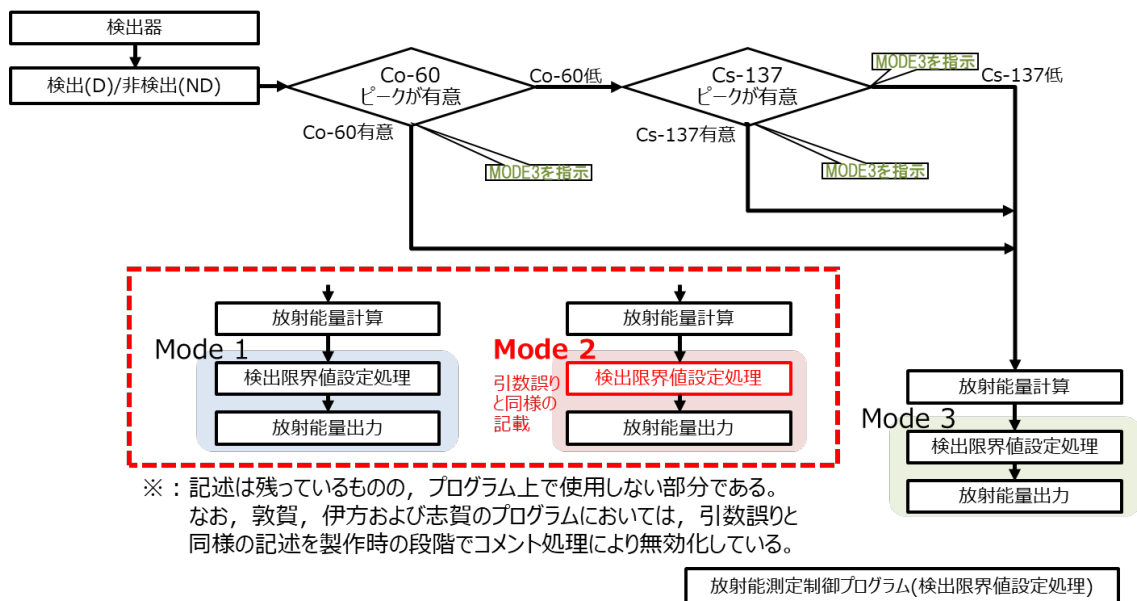 検出器
検出(D)/非検出(ND)
Co-60
ピークが有意
Co-60低
Cs-137
ピークが有意
MODE3を指示
Cs-137低
Co-60有意
MODE3を指示
Cs-137有意
MODE3を指示
放射能量計算
Mode 1
検出限界値設定処理
放射能量出力
放射能量計算
Mode 2
引数誤り
と同様の
記載
検出限界値設定処理
放射能量出力
放射能量計算
Mode 3
検出限界値設定処理
放射能量出力
※：記述は残っているものの，プログラム上で使用しない部分である。
なお，敦賀，伊方および志賀のプログラムにおいては，引数誤りと
同様の記述を製作時の段階でコメント処理により無効化している。
放射能測定制御プログラム(検出限界値設定処理)